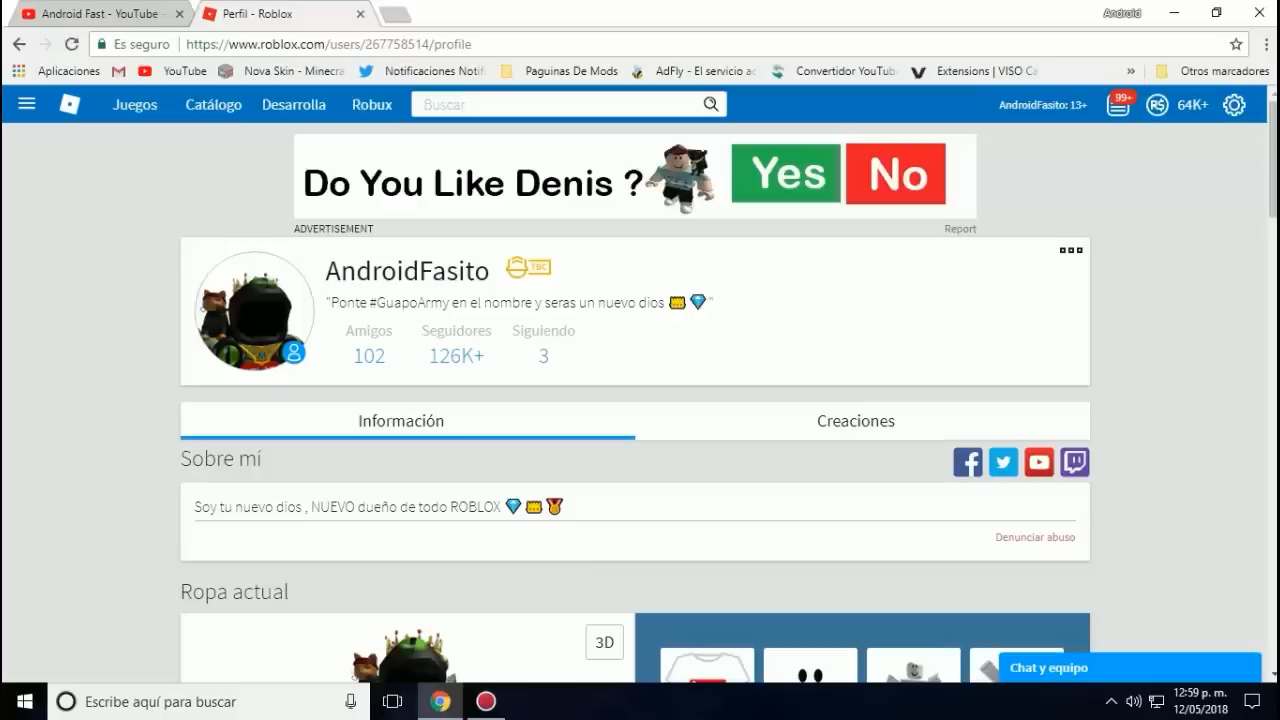 Android Fast - YouTube
Perfil - Roblox
Android
Es seguro
https://www.roblox.com/users/267758514/profile
Aplicaciones
YouTube
Nova Skin - Minecra
Notificaciones Notif
Paguinas De Mods
AdFly - El servicio ac
Convertidor YouTub
Extensions | VISO Ca
»
Otros marcadores
Juegos
Catálogo
Desarrolla
Robux
Buscar
AndroidFasito: 13+
99+
R$
64K+
Do You Like Denis ?
Yes
No
ADVERTISEMENT
Report
AndroidFasito
TBC
"Ponte #GuapoArmy en el nombre y seras un nuevo dios 🎫 💎 "
Amigos
Seguidores
Siguiendo
102
126K+
3
Información
Creaciones
Sobre mí
Soy tu nuevo dios , NUEVO dueño de todo ROBLOX 💎 🎫 🏅
Denunciar abuso
Ropa actual
3D
Chat y equipo
Escribe aquí para buscar
12:59 p. m.
12/05/2018